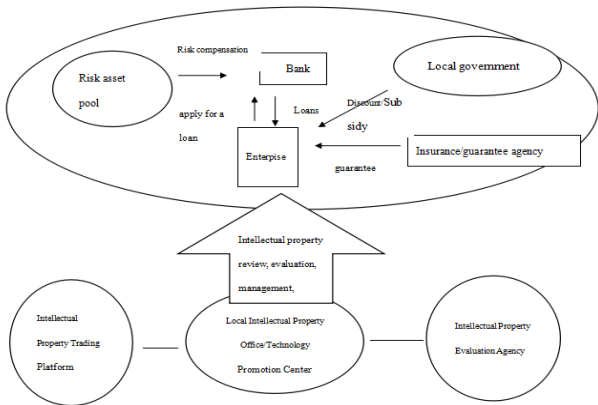 Risk compensation
Risk asset
pool
Bank
Local government
apply for a
loan
Loans
Discount/Sub
sidy
Enterpise
Insurance/guarantee agency
guarantee
Intellectual property
review, evaluation,
management,
Intellectual
Property Trading
Platform
Local Intellectual Property
Office/Technology
Promotion Center
Intellectual Property
Evaluation Agency